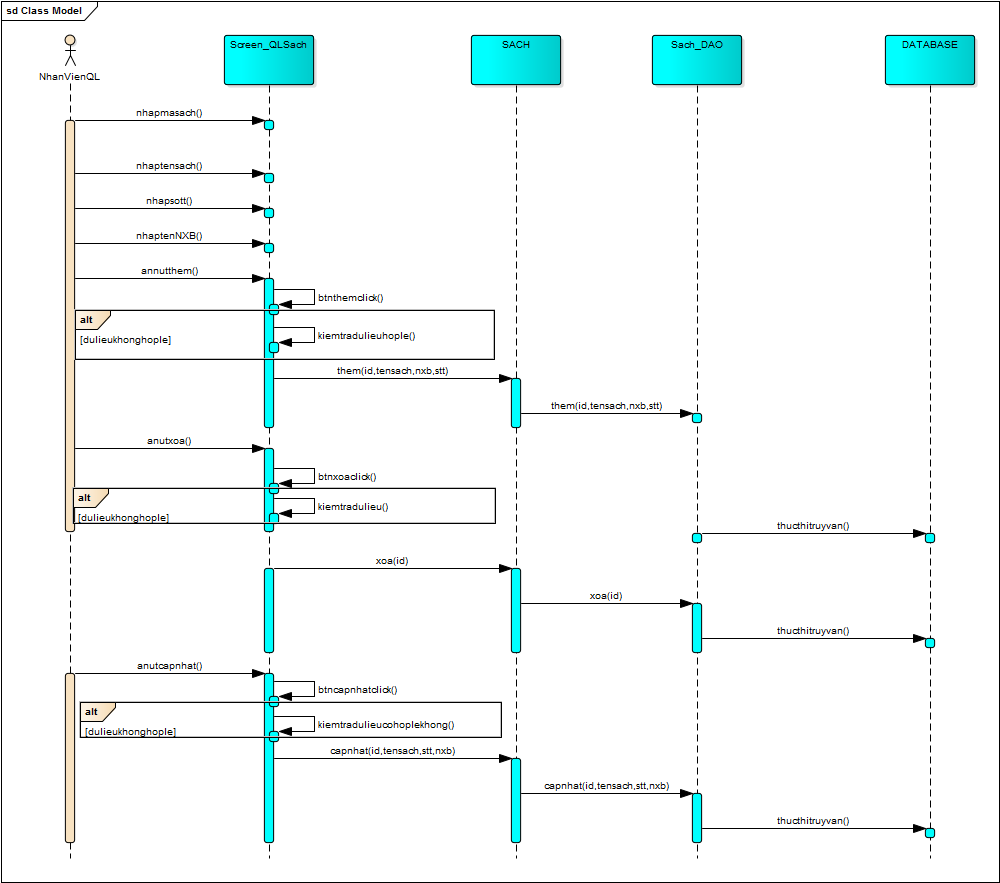 sd Class Model
NhanVienQL
Screen_QLSach
SACH
Sach_DAO
DATABASE
nhapmasach()
nhaptensach()
nhapsott()
nhaptenNXB()
annutthem()
btnthemclick()
alt
[dulieukhonghople]
kiemtradulieuhople()
them(id,tensach,nxb,stt)
them(id,tensach,nxb,stt)
anutxoa()
btnxoaclick()
alt
[dulieukhonghople]
kiemtradulieu()
thucthitruyvan()
xoa(id)
xoa(id)
thucthitruyvan()
anutcapnhat()
btncapnhatclick()
alt
[dulieukhonghople]
kiemtradulieucohoplekhong()
capnhat(id,tensach,stt,nxb)
capnhat(id,tensach,stt,nxb)
thucthitruyvan()